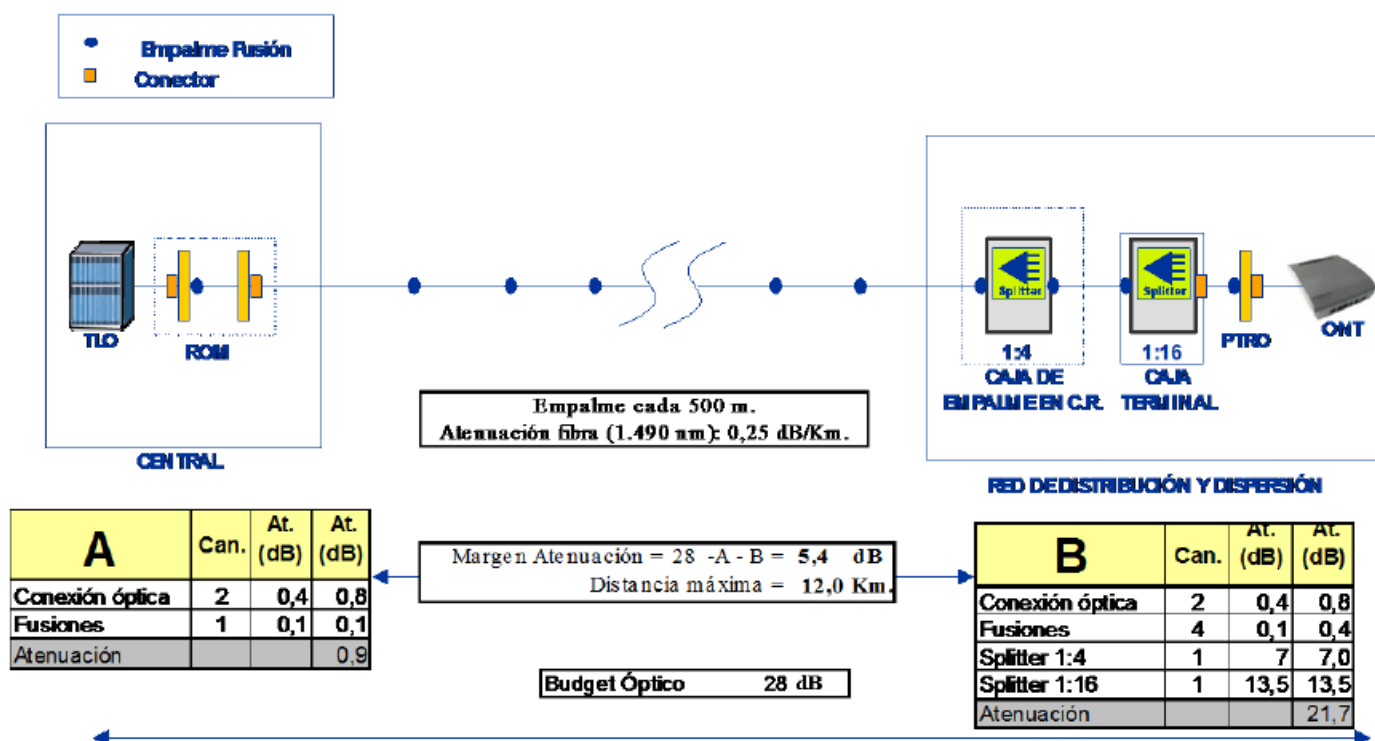 Empalme Fusión
Conector
TLO
ROM
CENTRAL
Splitter
Splitter
1:4
1:16
PTRO
ONT
CAJA DE
EMPALME EN C.R.
CAJA
TERMINAL
Empalme cada 500 m.
Atenuación fibra (1.490 nm): 0,25 dB/Km.
RED DE DISTRIBUCIÓN Y DISPERSIÓN
A Can. At. (dB) At. (dB)
Conexión óptica 2 0,4 0,8
Fusiones 1 0,1 0,1
Atenuación 0,9
Margen Atenuación = 28 -A - B = 5,4 dB
Distancia máxima = 12,0 Km.
Budget Óptico 28 dB
B Can. At. (dB) At. (dB)
Conexión óptica 2 0,4 0,8
Fusiones 4 0,1 0,4
Splitter 1:4 1 7 7,0
Splitter 1:16 1 13,5 13,5
Atenuación 21,7